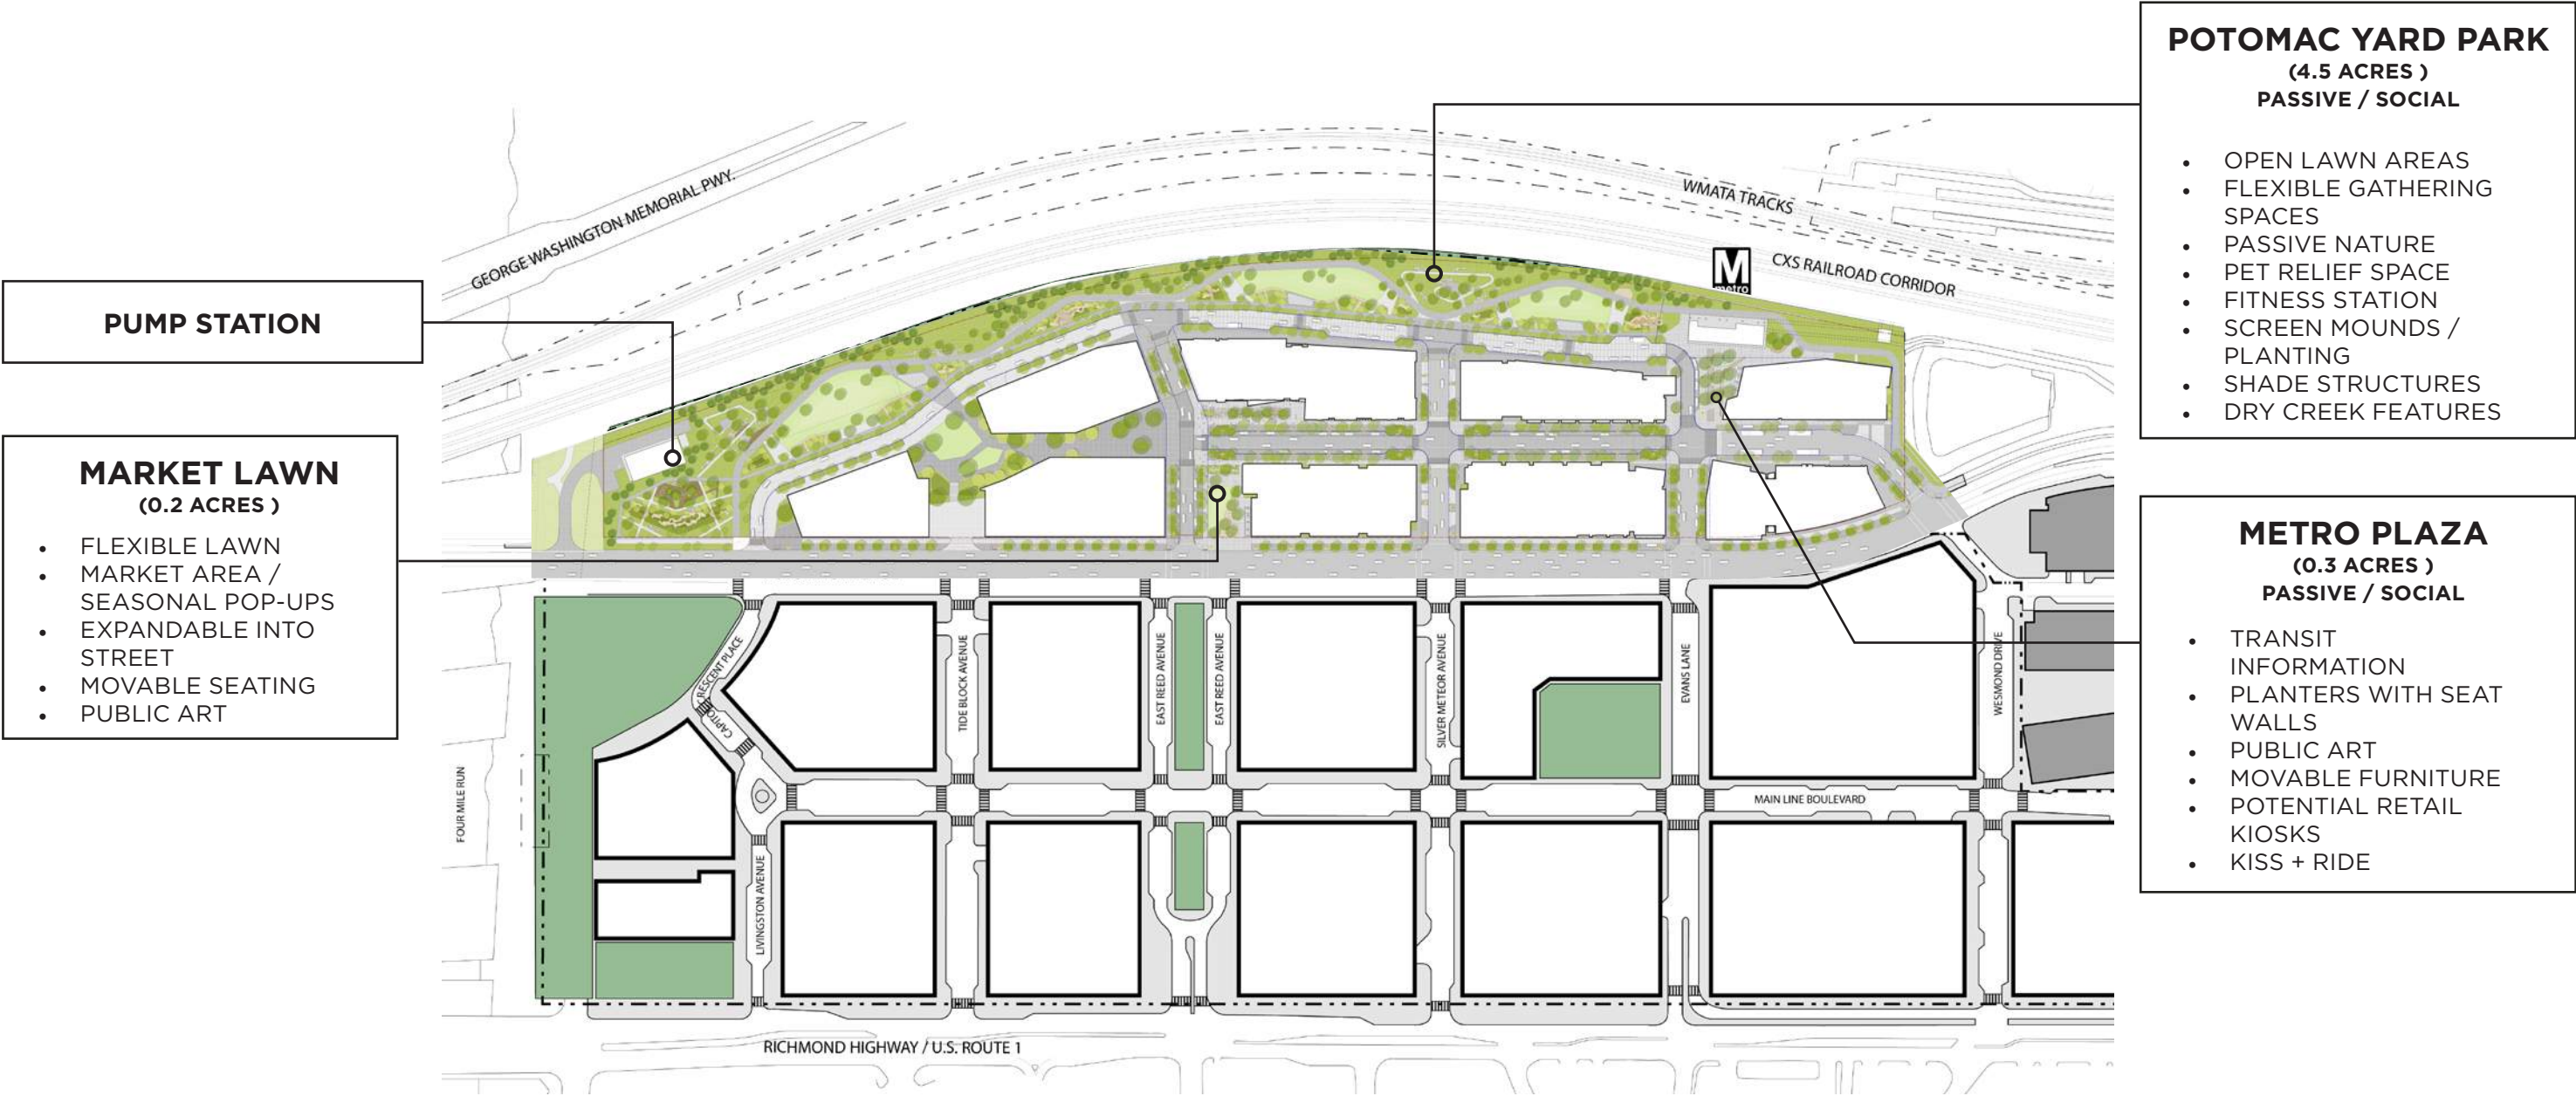 POTOMAC YARD PARK
(4.5 ACRES )
PASSIVE / SOCIAL
• OPEN LAWN AREAS
• FLEXIBLE GATHERING
SPACES
• PASSIVE NATURE
• PET RELIEF SPACE
• FITNESS STATION
• SCREEN MOUNDS /
PLANTING
• SHADE STRUCTURES
• DRY CREEK FEATURES
GEORGE WASHINGTON MEMORIAL PWY.
WMATA TRACKS
M
metro
CXS RAILROAD CORRIDOR
PUMP STATION
MARKET LAWN
(0.2 ACRES )
• FLEXIBLE LAWN
• MARKET AREA /
SEASONAL POP-UPS
• EXPANDABLE INTO
STREET
• MOVABLE SEATING
• PUBLIC ART
METRO PLAZA
(0.3 ACRES )
PASSIVE / SOCIAL
• TRANSIT
INFORMATION
• PLANTERS WITH SEAT
WALLS
• PUBLIC ART
• MOVABLE FURNITURE
• POTENTIAL RETAIL
KIOSKS
• KISS + RIDE
CRESCENT PLACE
CAPITOL
TIDE BLOCK AVENUE
EAST REED AVENUE
EAST REED AVENUE
SILVER METEOR AVENUE
EVANS LANE
WESMOND DRIVE
FOUR MILE RUN
MAIN LINE BOULEVARD
LIVINGSTON AVENUE
RICHMOND HIGHWAY / U.S. ROUTE 1